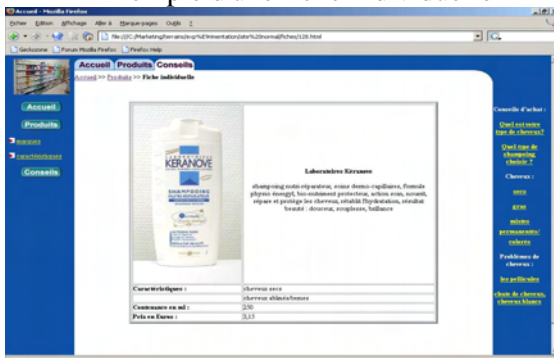 Accueil - Mozilla Firefox
Fichier Edition Affichage Aller à Marque-pages Outils ?
Getleozone Forum Mozilla Firefox Firefox Help
Accueil Produits Conseils
Accueil >> Produits >> Fiche individuelle
Accueil
Produits
marques
caractéristiques
Conseils
KERANOVE
SHAMPOOING
Laboratoires Kéranove
shampoing nutri-réparateur, soins dermo-capillaires, formule
physio énergyl, bio-nutriment protecteur, action soin, nourrit,
répare et protège les cheveux, rétablit l'hydratation, résultat
beauté : douceur, souplesse, brillance
Caractéristiques : cheveux secs
cheveux abîmés/ternes
Contenance en ml : 250
Prix en Euros : 3,15
Conseils d'achat :
Quel est votre
type de cheveux?
Quel type de
shampoing
choisir ?
Cheveux :
secs
gras
mixtes
permanentés/
colorés
Problèmes de
cheveux :
les pellicules
chute de cheveux,
cheveux blancs